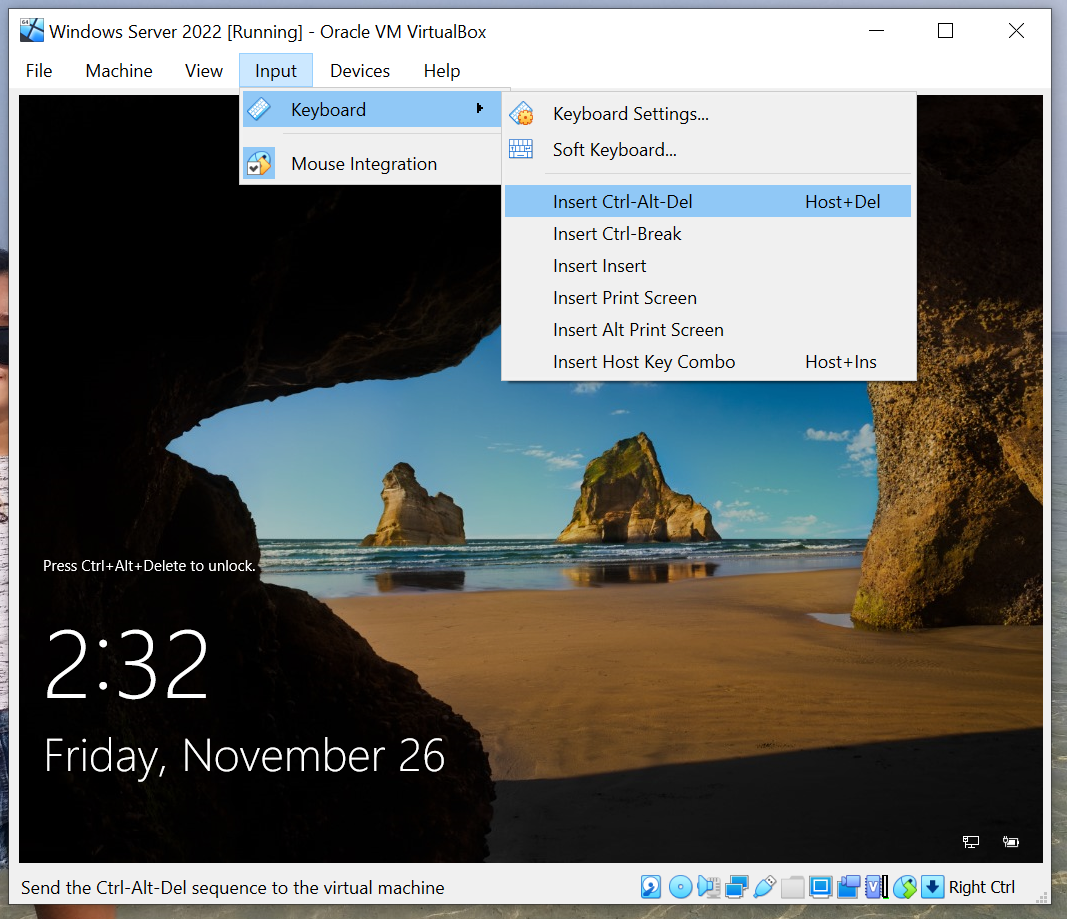 Windows Server 2022 [Running] - Oracle VM VirtualBox
File Machine View Input Devices Help
Keyboard
Mouse Integration
Keyboard Settings...
Soft Keyboard...
Insert Ctrl-Alt-Del Host+Del
Insert Ctrl-Break
Insert Insert
Insert Print Screen
Insert Alt Print Screen
Insert Host Key Combo Host+Ins
Press Ctrl+Alt+Delete to unlock.
2:32
Friday, November 26
Send the Ctrl-Alt-Del sequence to the virtual machine
Right Ctrl